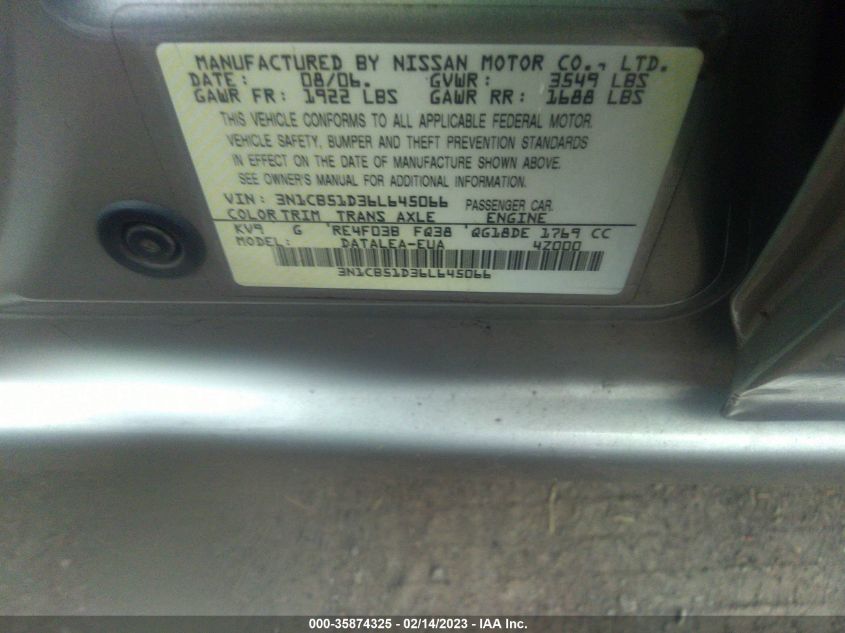 MANUFACTURED BY NISSAN MOTOR CO., LTD.
DATE: 08/06. GVWR: 3549 LBS
GAWR FR: 1922 LBS GAWR RR: 1688 LBS
THIS VEHICLE CONFORMS TO ALL APPLICABLE FEDERAL MOTOR
VEHICLE SAFETY, BUMPER AND THEFT PREVENTION STANDARDS
IN EFFECT ON THE DATE OF MANUFACTURE SHOWN ABOVE.
SEE OWNER'S MANUAL FOR ADDITIONAL INFORMATION.
VIN: 3N1CB51D36L645066 PASSENGER CAR.
COLOR TRIM TRANS AXLE ENGINE
KV9 G RE4F03B FQ38 QG18DE 1769 CC
MODEL: DATALEA-EUA 4Z000
3N1CB51D36L645066
000-35874325 - 02/14/2023 - IAA Inc.